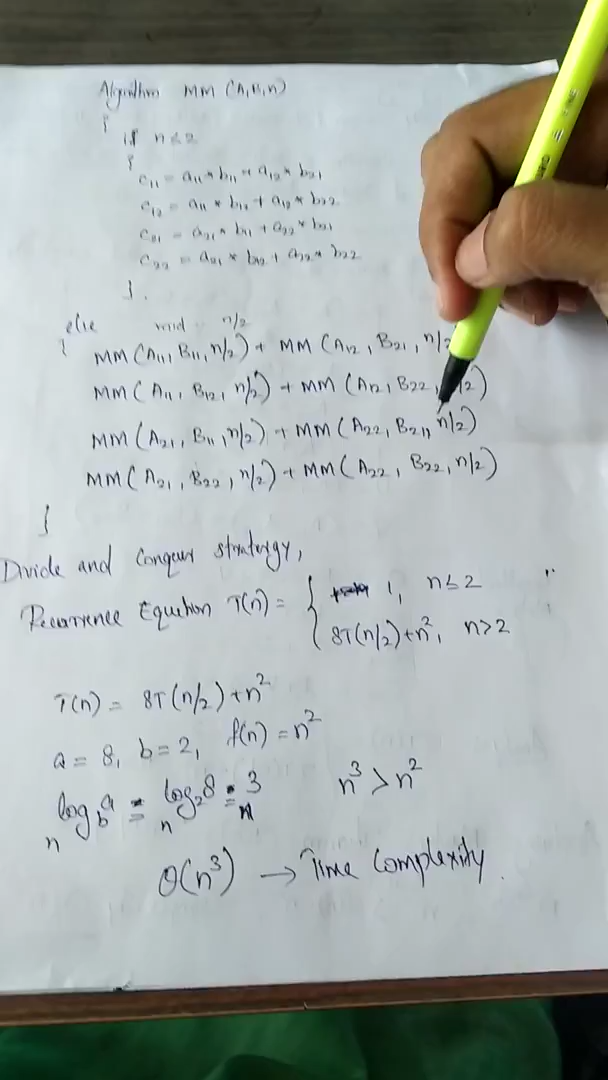 Algorithm MM (A,B,n)
{
if n≤2
{
c11 = a11 * b11 + a12 * b21
c12 = a11 * b12 + a12 * b22
c21 = a21 * b11 + a22 * b21
c22 = a21 * b12 + a22 * b22
}.
else mid n/2
{ MM (A11, B11, n/2) + MM (A12, B21, n/2
MM (A11, B12, n/2) + MM (A12, B22, n/2)
MM (A21, B11, n/2) + MM (A22, B21, n/2)
MM (A21, B22, n/2) + MM (A22, B22, n/2)
}
Divide and Conquer stratergy,
Recurrence Equation T(n) = { 1, n≤2
8T(n/2)+n², n>2
T(n) = 8T(n/2)+n²
a = 8, b = 2, f(n) = n²
n^log_b a = n^log_2 8 = n^3 n³ > n²
θ(n³) → Time Complexity.